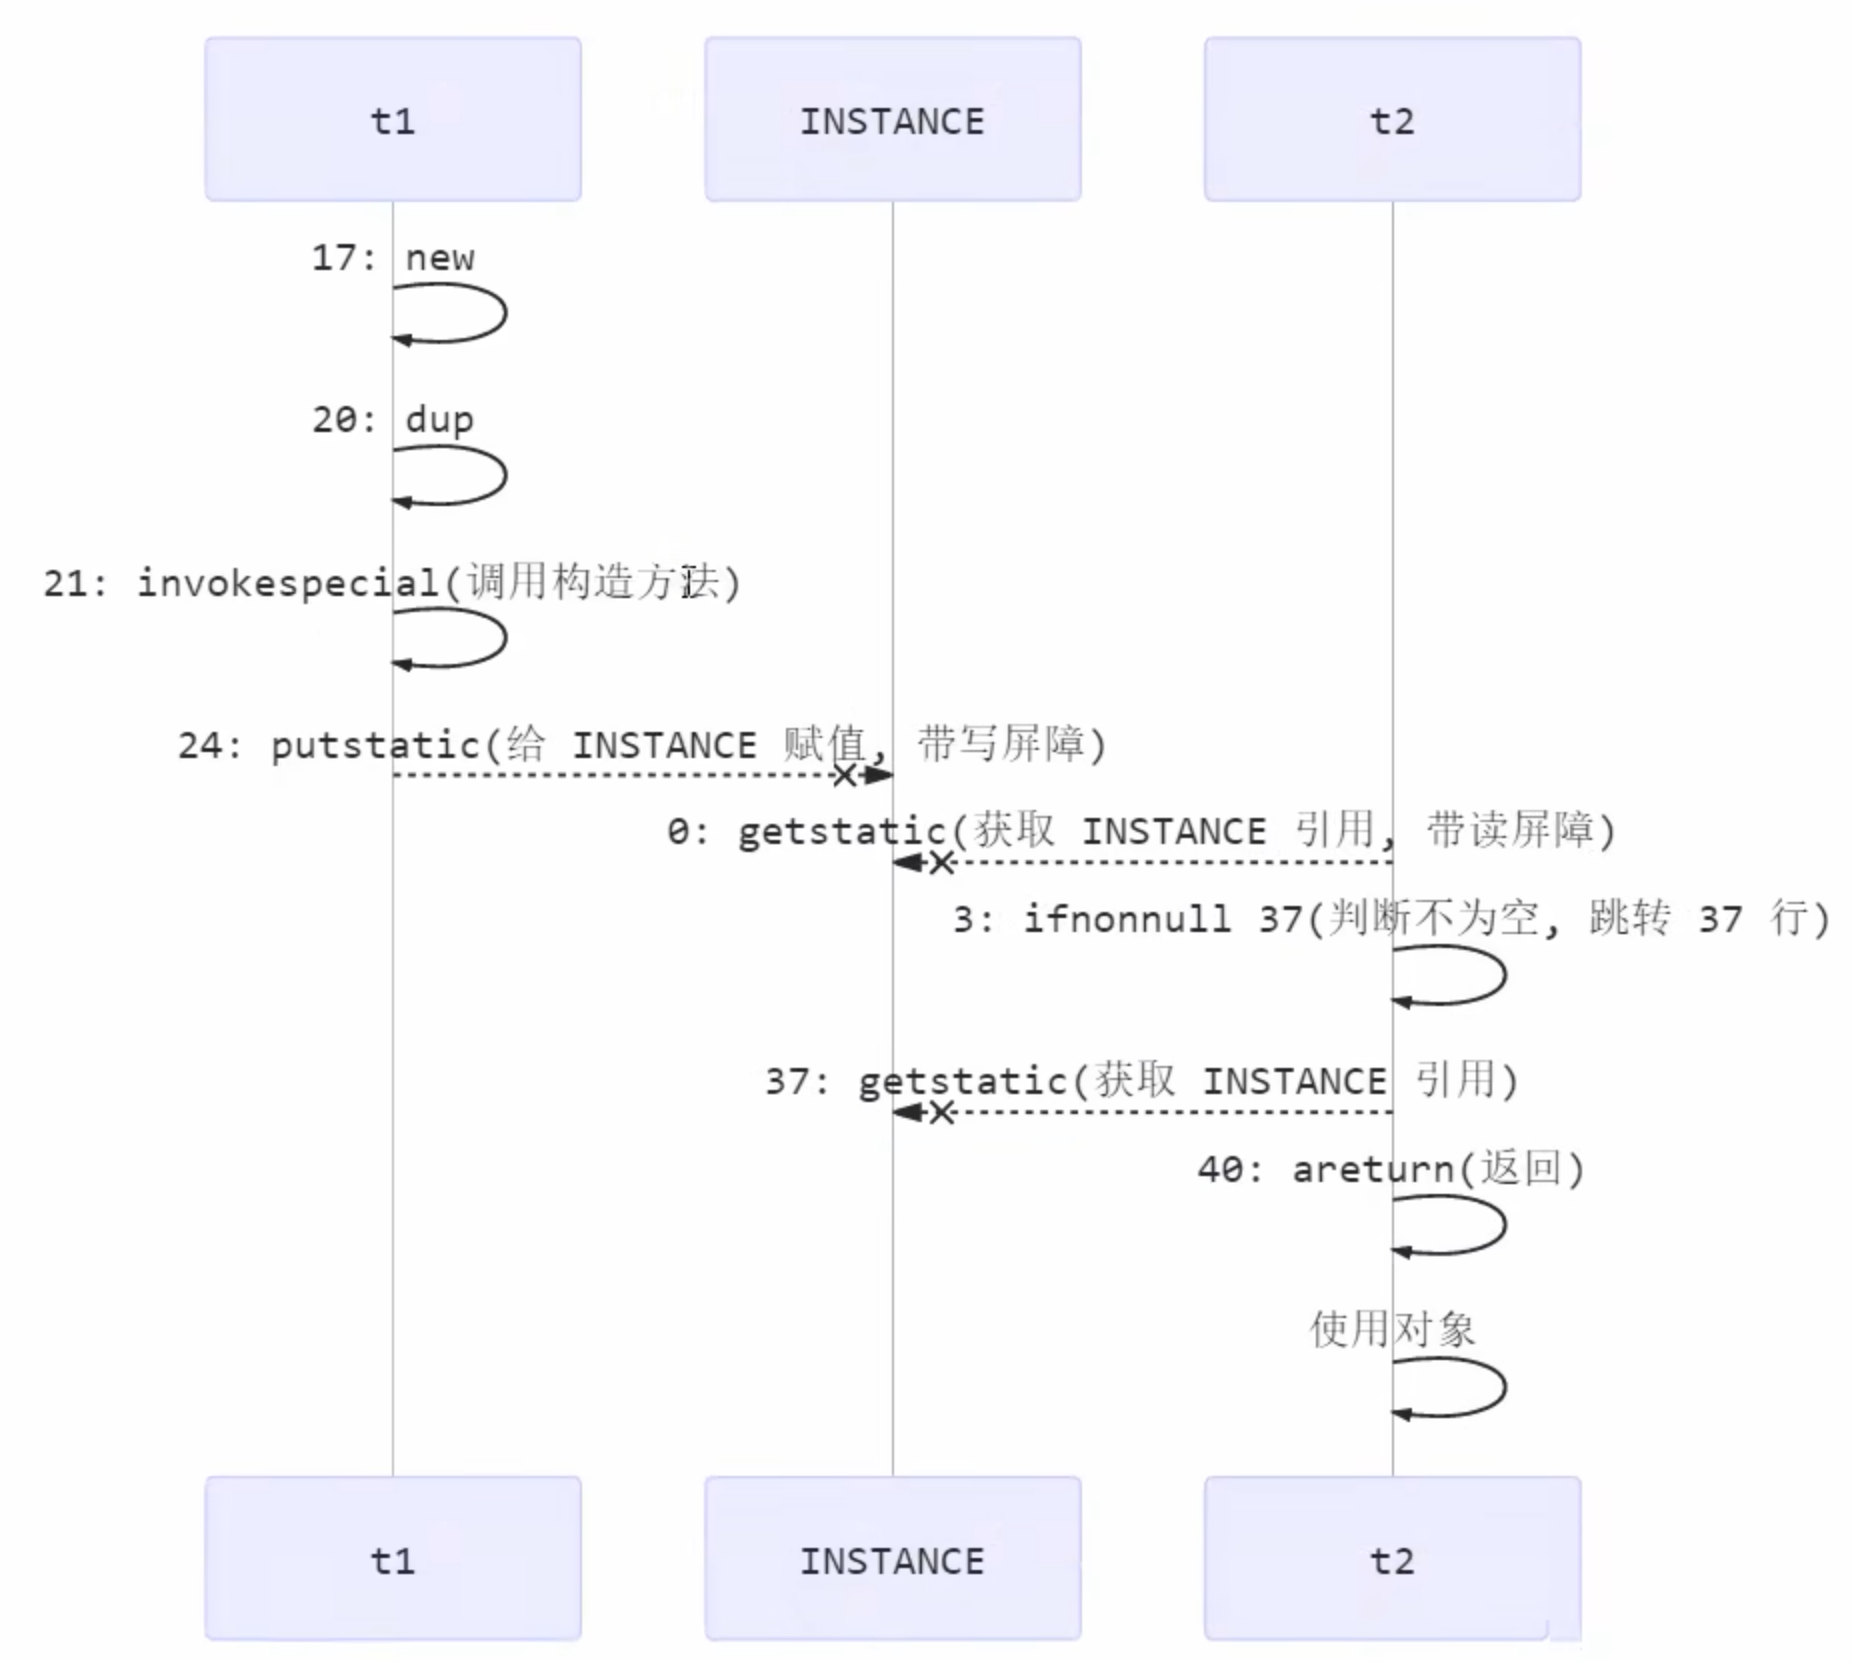 t1
INSTANCE
t2
17: new
20: dup
21: invokespecial(调用构造方法)
24: putstatic(给 INSTANCE 赋值, 带写屏障)
0: getstatic(获取 INSTANCE 引用, 带读屏障)
3: ifnonnull 37(判断不为空, 跳转 37 行)
37: getstatic(获取 INSTANCE 引用)
40: areturn(返回)
使用对象
t1
INSTANCE
t2